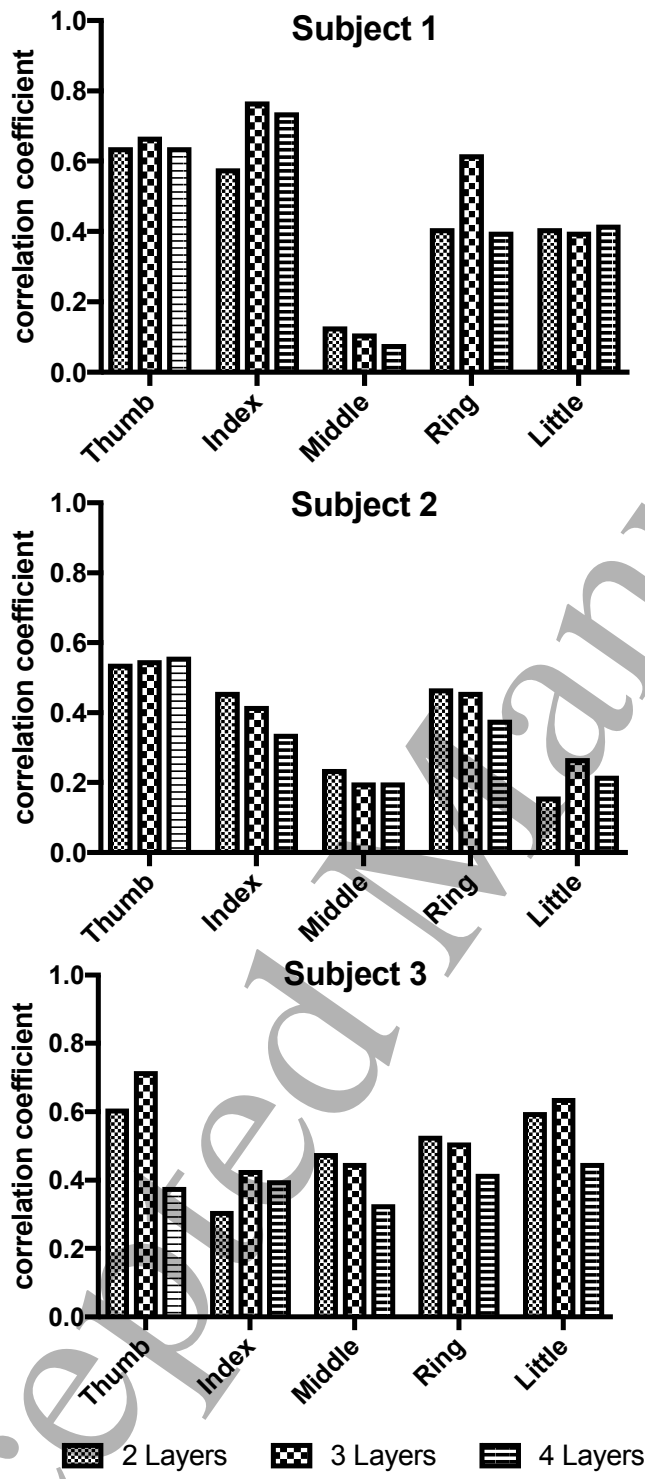 Subject 1
correlation coefficient
1.0
0.8
0.6
0.4
0.2
0.0
Thumb
Index
Middle
Ring
Little
Subject 2
correlation coefficient
1.0
0.8
0.6
0.4
0.2
0.0
Thumb
Index
Middle
Ring
Little
Subject 3
correlation coefficient
1.0
0.8
0.6
0.4
0.2
0.0
Thumb
Index
Middle
Ring
Little
2 Layers 3 Layers 4 Layers